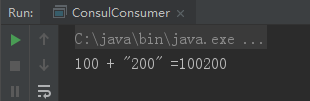 Run: ConsulConsumer
C:\java\bin\java.exe ...
100 + "200" =100200